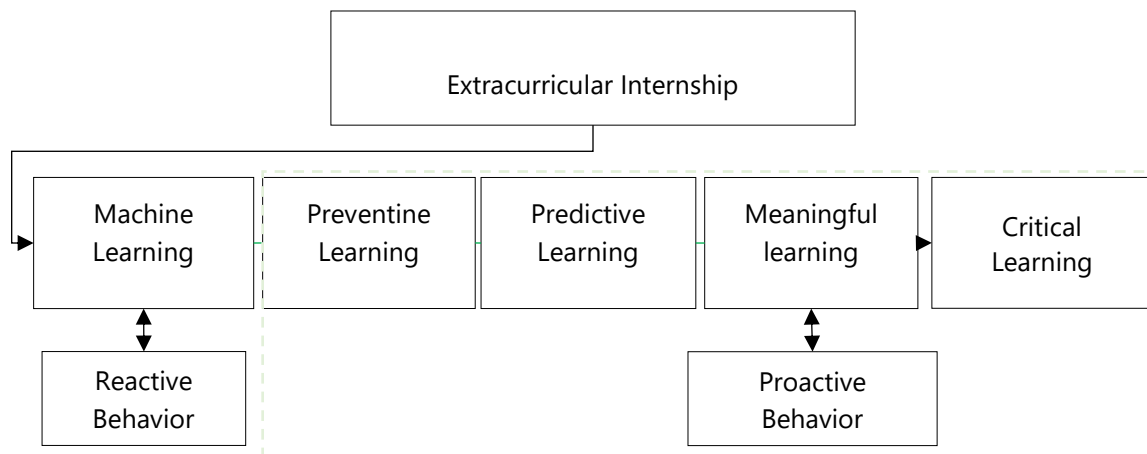 Extracurricular Internship
Machine
Learning
Preventine
Learning
Predictive
Learning
Meaningful
learning
Critical
Learning
Reactive
Behavior
Proactive
Behavior